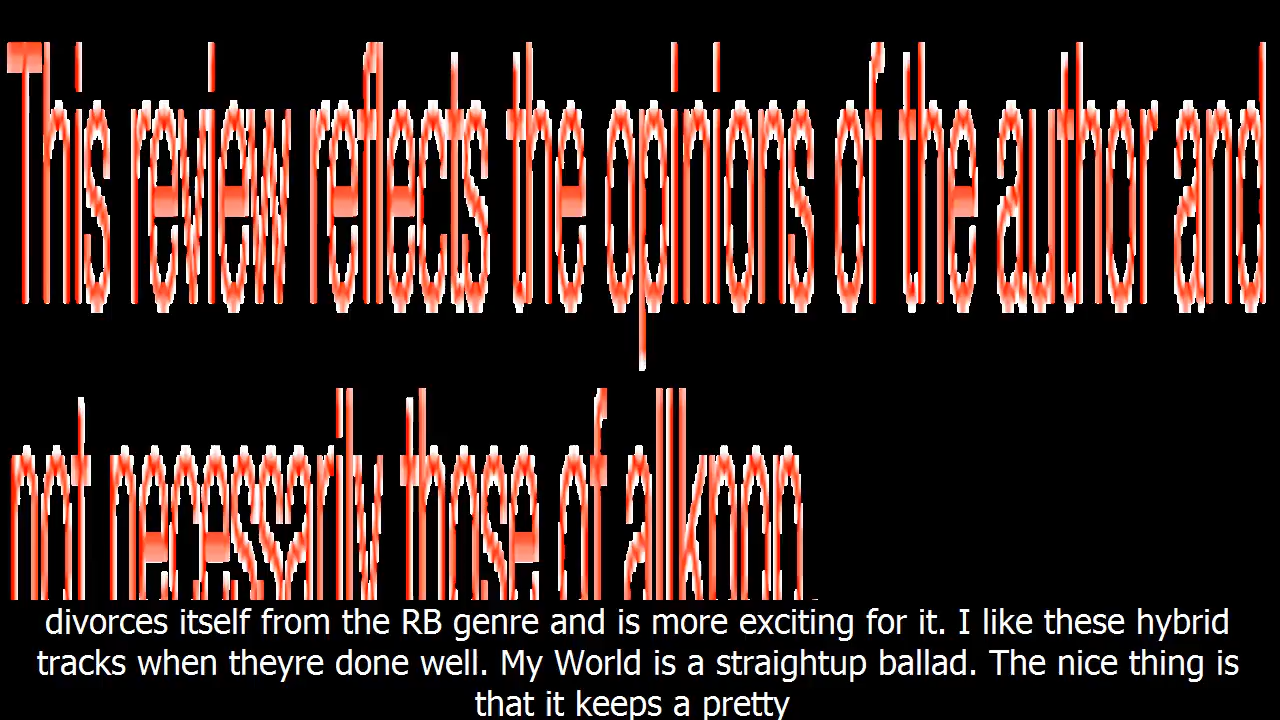 This review reflects the opinions of the author and
not necessarily those of allkpop.
divorces itself from the RB genre and is more exciting for it. I like these hybrid
tracks when theyre done well. My World is a straightup ballad. The nice thing is
that it keeps a pretty